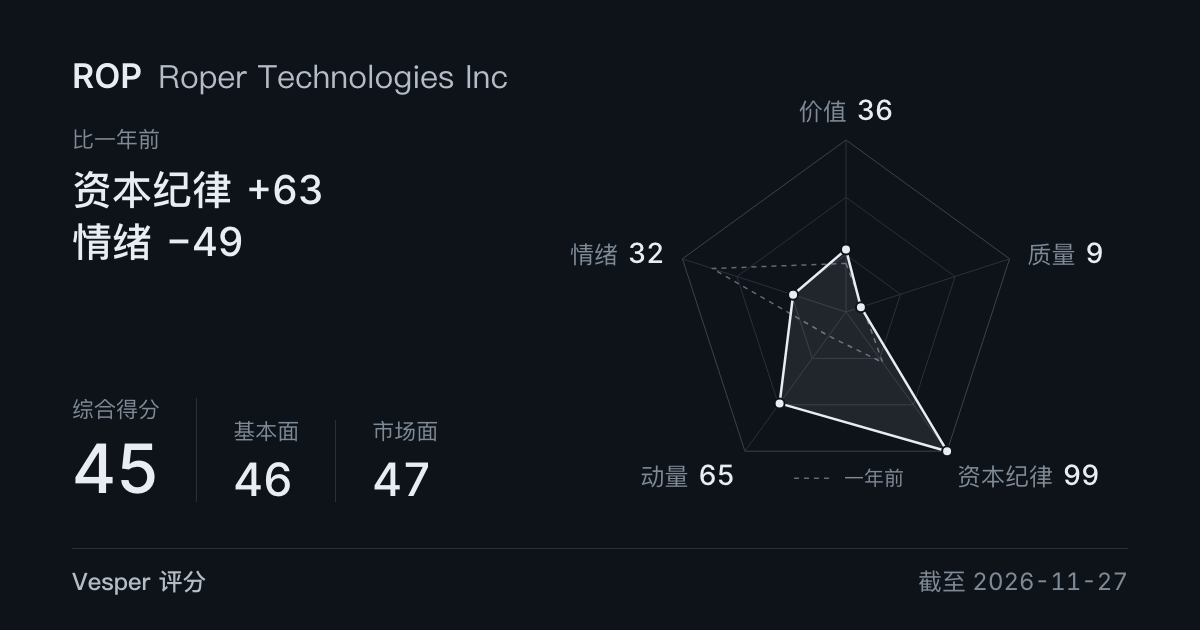 ROP Roper Technologies Inc
比一年前
资本纪律 +63
情绪 −49
综合得分
45
基本面
46
市场面
47
价值 36
情绪 32
质量 9
动量 65
一年前
资本纪律 99
Vesper 评分
截至 2026-11-27